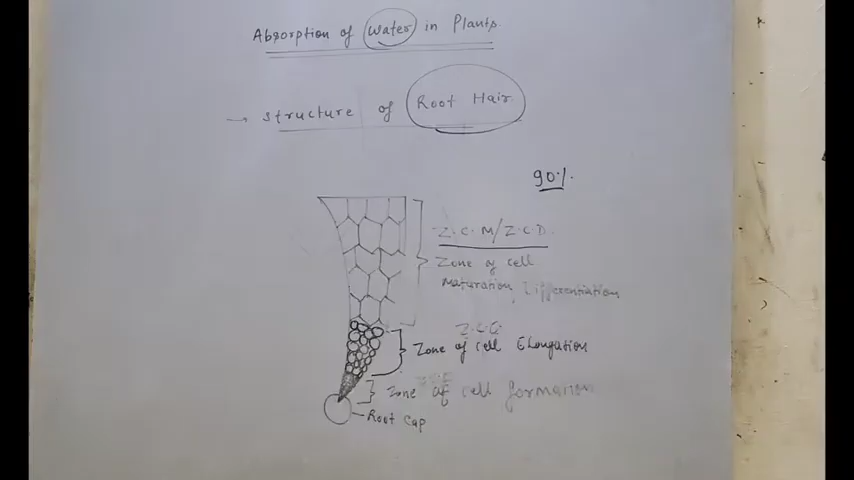 Absorption of Water in Plants.
→ Structure of Root Hair
90%.
Z.C.M/Z.C.D.
Zone of cell
Maturation, Differentiation
Zone of cell Elongation
Zone of cell formation
Root Cap